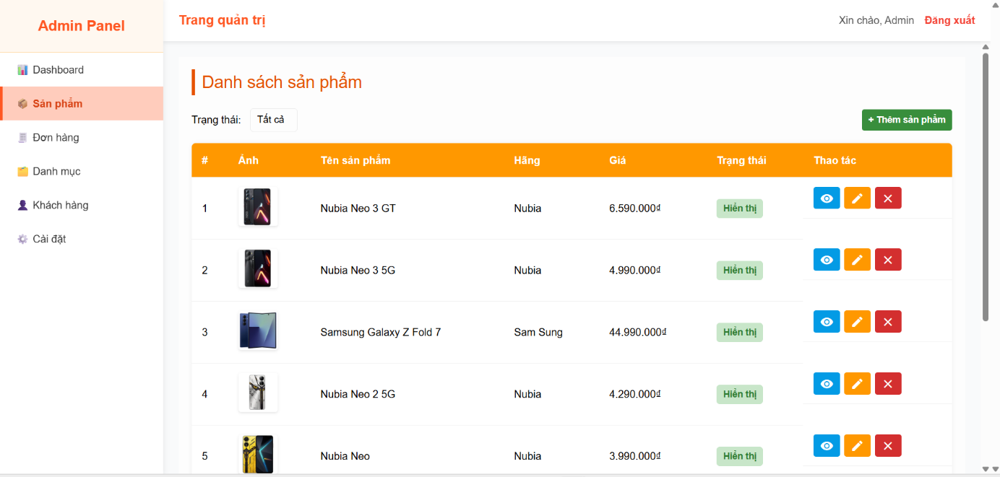 Admin Panel
Trang quản trị
Xin chào, Admin Đăng xuất
Dashboard
Sản phẩm
Đơn hàng
Danh mục
Khách hàng
Cài đặt
Danh sách sản phẩm
Trạng thái: Tất cả
+ Thêm sản phẩm
# Ảnh Tên sản phẩm Hãng Giá Trạng thái Thao tác
1 Nubia Neo 3 GT Nubia 6.590.000₫ Hiển thị
2 Nubia Neo 3 5G Nubia 4.990.000₫ Hiển thị
3 Samsung Galaxy Z Fold 7 Sam Sung 44.990.000₫ Hiển thị
4 Nubia Neo 2 5G Nubia 4.290.000₫ Hiển thị
5 Nubia Neo Nubia 3.990.000₫ Hiển thị